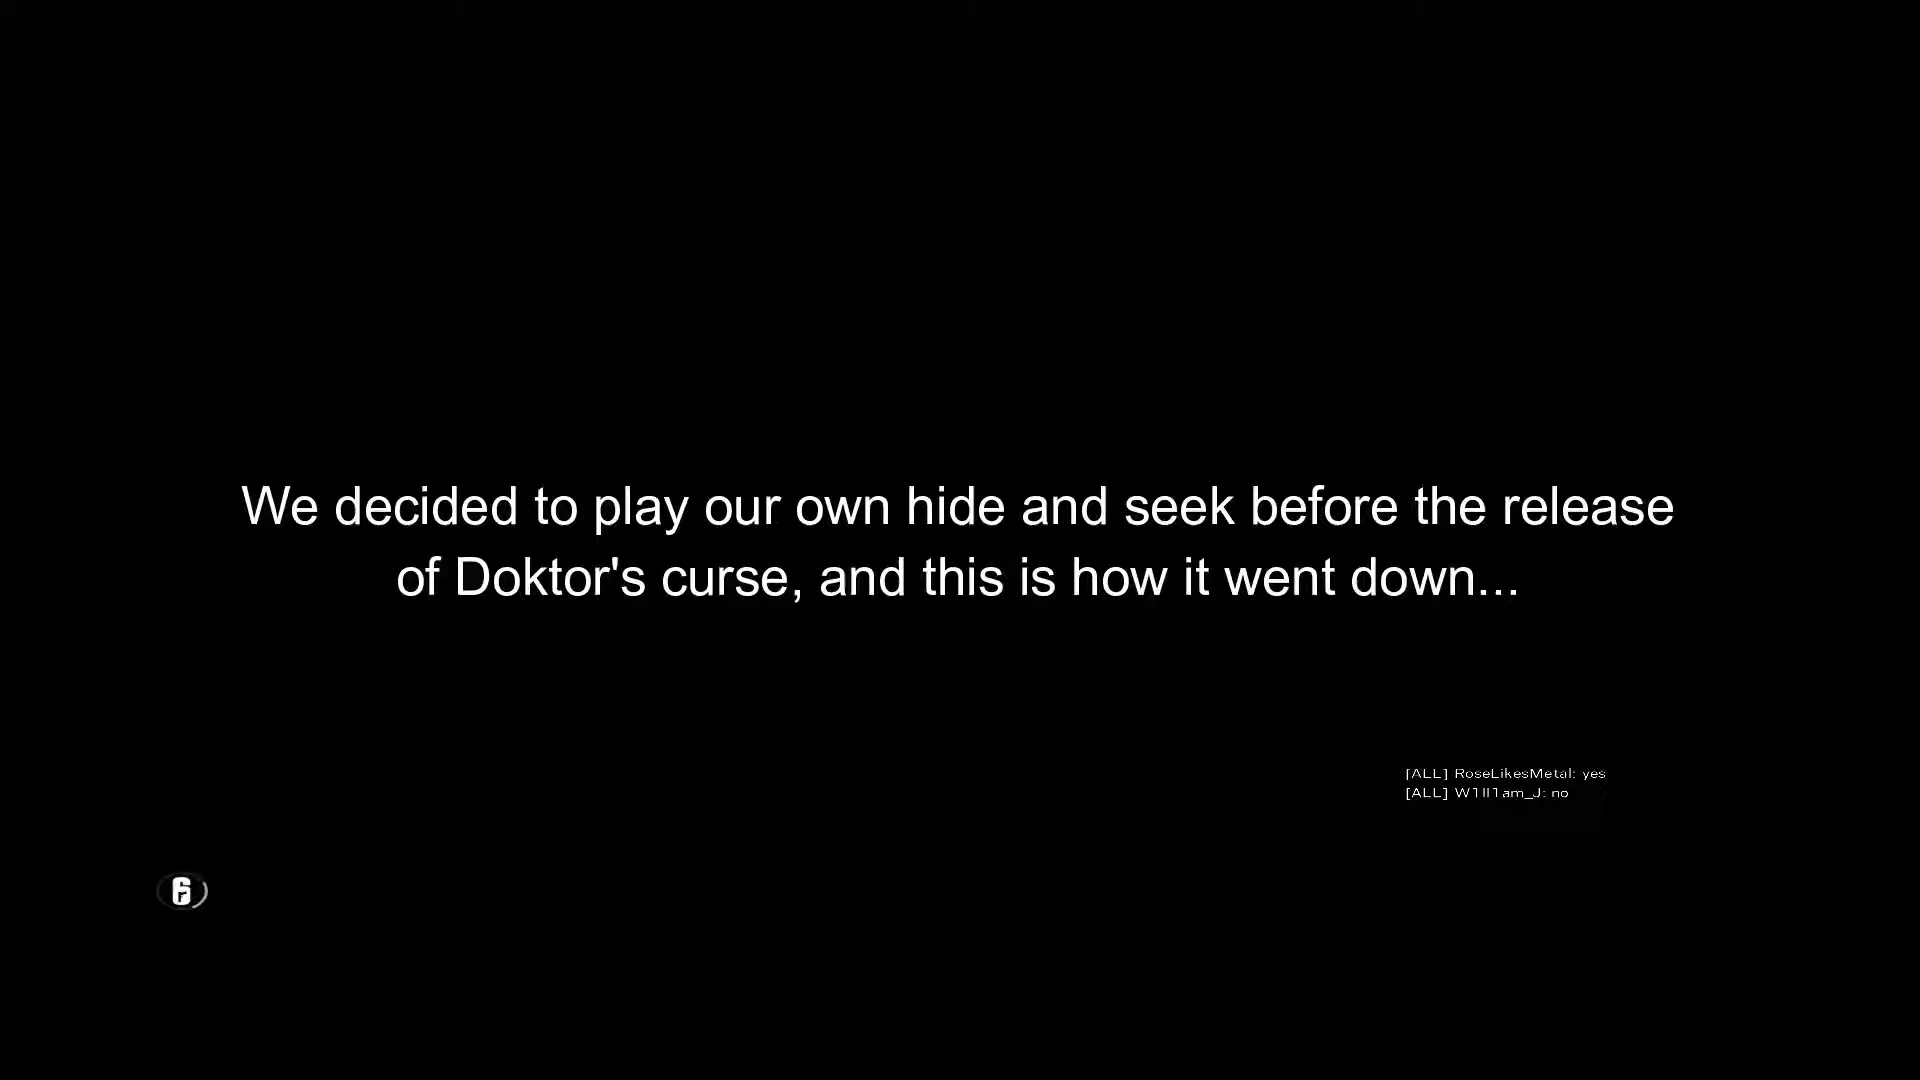 We decided to play our own hide and seek before the release
of Doktor's curse, and this is how it went down...
[ALL] RoseLikesMetal: yes
[ALL] W1ll1am_J: no
6